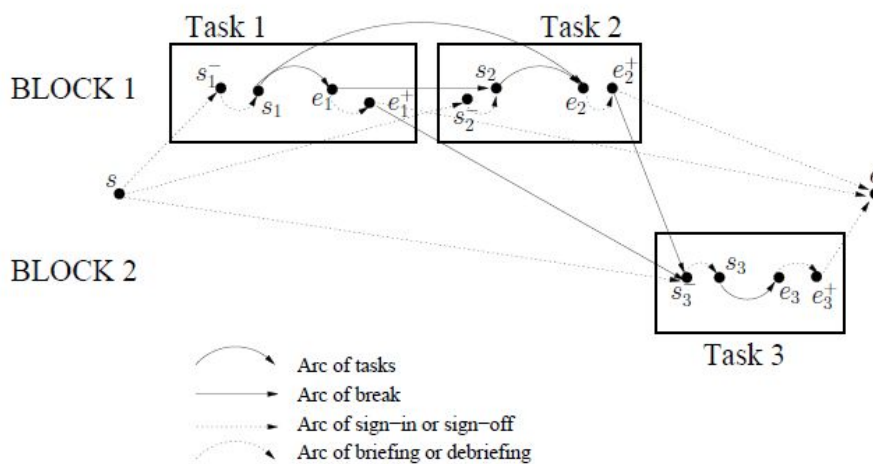 Task 1
Task 2
BLOCK 1
s₁⁻
s₁
e₁
e₁⁺
s₂
s₂⁻
e₂
e₂⁺
s
e
BLOCK 2
s₃⁻
s₃
e₃
e₃⁺
Task 3
Arc of tasks
Arc of break
Arc of sign−in or sign−off
Arc of briefing or debriefing